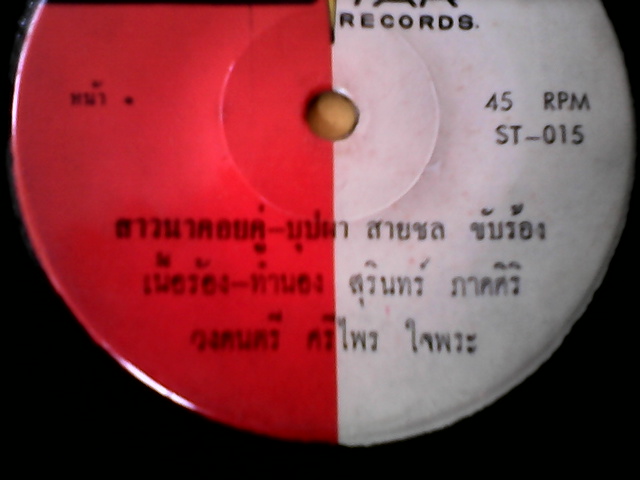 RECORDS.
หน้า
45 RPM
ST-015
สาวนาคอยคู่-บุปผา สายชล ขับร้อง
เนื้อร้อง-ทำนอง สุรินทร์ ภาคศิริ
วงดนตรี ศรีไพร ใจพระ